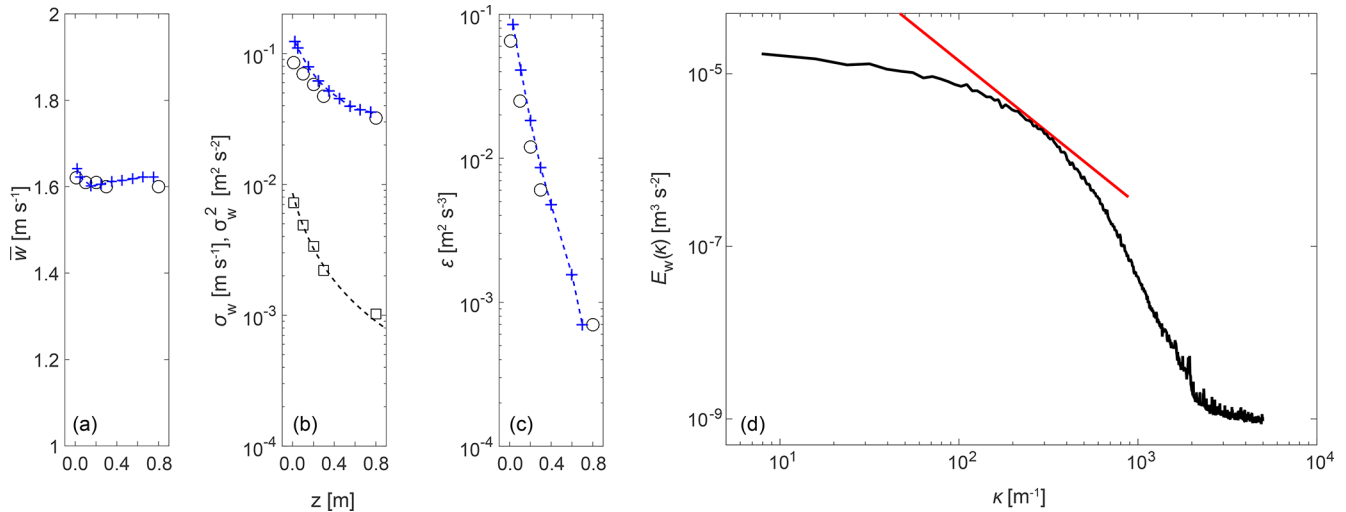 2
1.8
1.6
1.4
1.2
1
w̅ [m s⁻¹]
(a)
0.0 0.4 0.8
10⁻¹
10⁻²
10⁻³
10⁻⁴
σw [m s⁻¹], σw² [m² s⁻²]
(b)
0.0 0.4 0.8
z [m]
10⁻¹
10⁻²
10⁻³
10⁻⁴
ε [m² s⁻³]
(c)
0.0 0.4 0.8
10⁻⁵
10⁻⁷
10⁻⁹
Ew(κ) [m³ s⁻²]
(d)
10¹ 10² 10³ 10⁴
κ [m⁻¹]